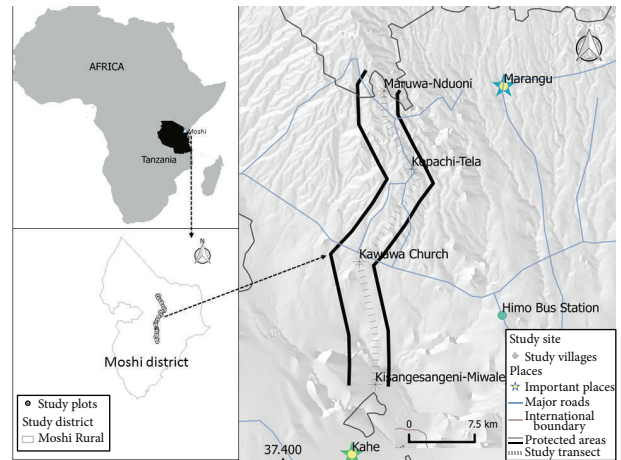 AFRICA
Moshi
Tanzania
N
Moshi district
Study plots
Study district
Moshi Rural
Maruwa-Nduoni
Marangu
Kopachi-Tela
Kawawa Church
Himo Bus Station
Kisangesangeni-Miwale
0 7.5 km
37.400
Kahe
Study site
Study villages
Places
Important places
Major roads
International
boundary
Protected areas
Study transect